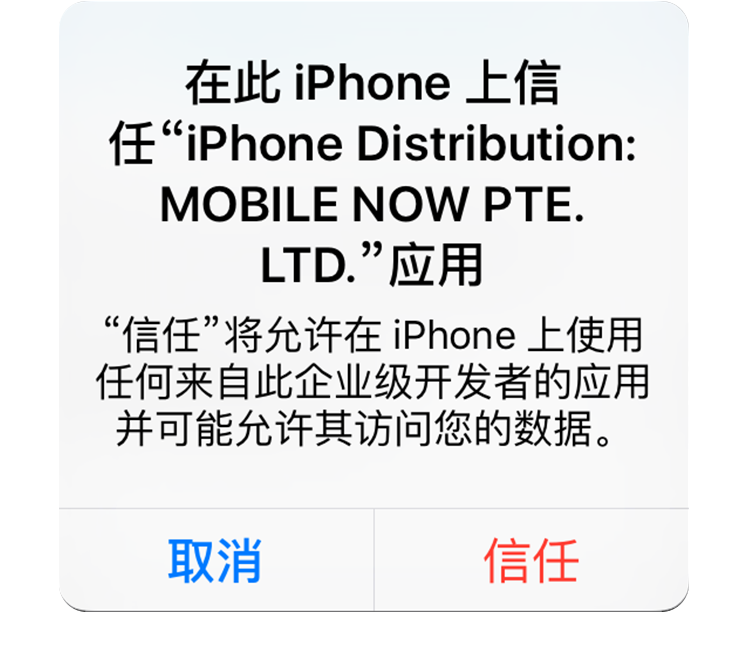 在此 iPhone 上信
任“iPhone Distribution:
MOBILE NOW PTE.
LTD.”应用
“信任”将允许在 iPhone 上使用
任何来自此企业级开发者的应用
并可能允许其访问您的数据。
取消
信任